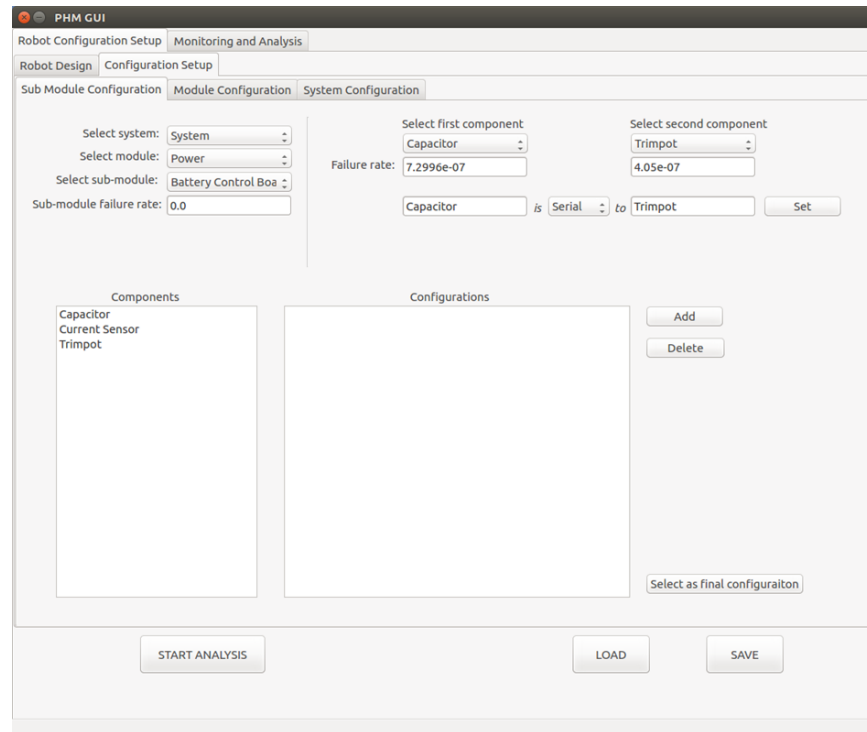 PHM GUI
Robot Configuration Setup Monitoring and Analysis
Robot Design Configuration Setup
Sub Module Configuration Module Configuration System Configuration
Select first component Select second component
Select system: System Capacitor Trimpot
Select module: Power Failure rate: 7.2996e-07 4.05e-07
Select sub-module: Battery Control Boa
Sub-module failure rate: 0.0 Capacitor is Serial to Trimpot Set
Components Configurations
Capacitor Add
Current Sensor
Trimpot Delete
Select as final configuraiton
START ANALYSIS LOAD SAVE